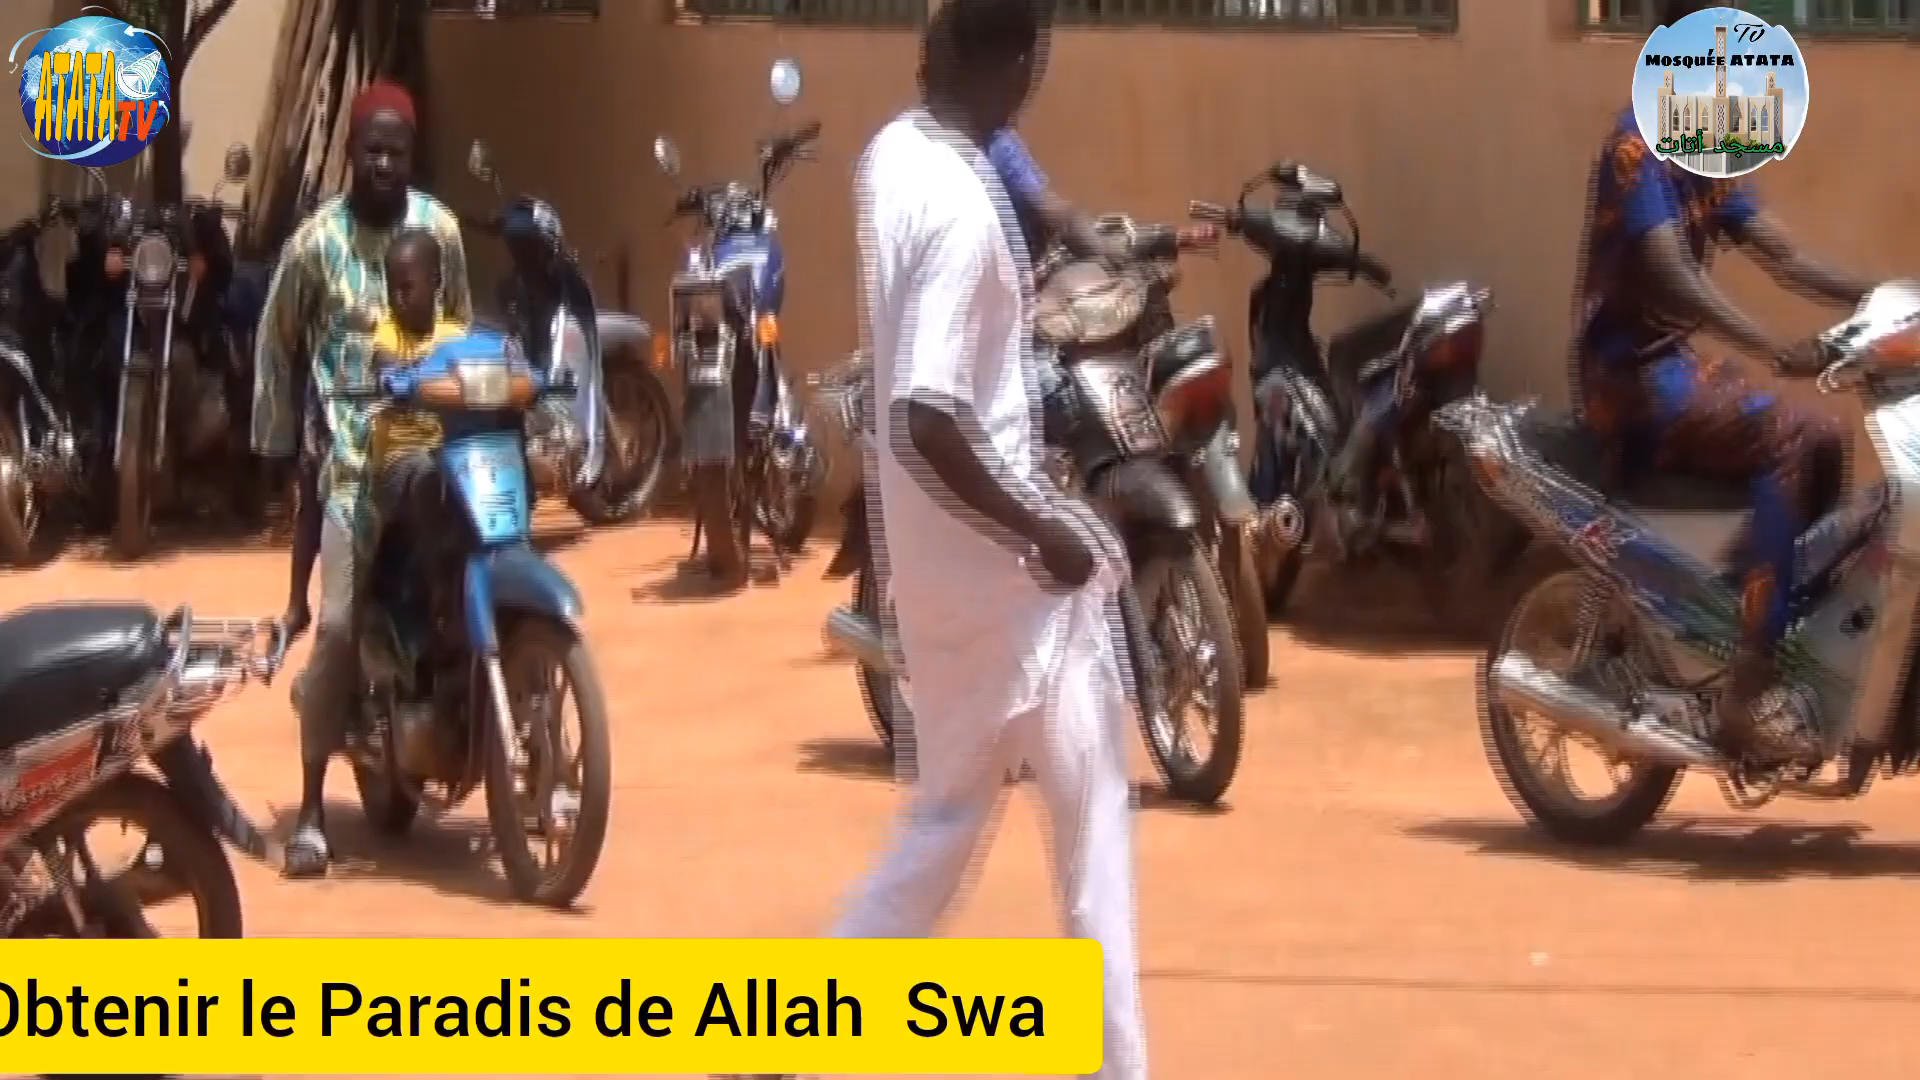 ATATA TV
Tv
Mosquée ATATA
مسجد أتات
Obtenir le Paradis de Allah Swa